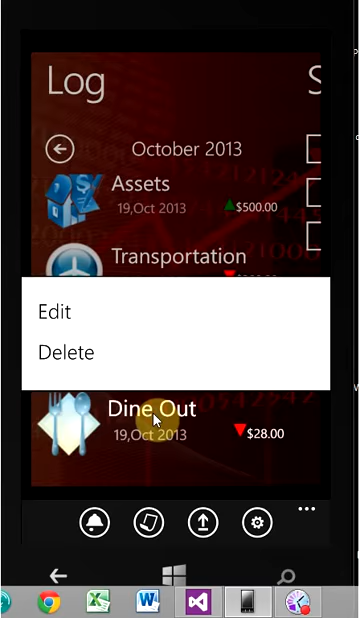 Log
S
October 2013
Assets
19,Oct 2013
$500.00
Transportation
Edit
Delete
Dine Out
19,Oct 2013
$28.00